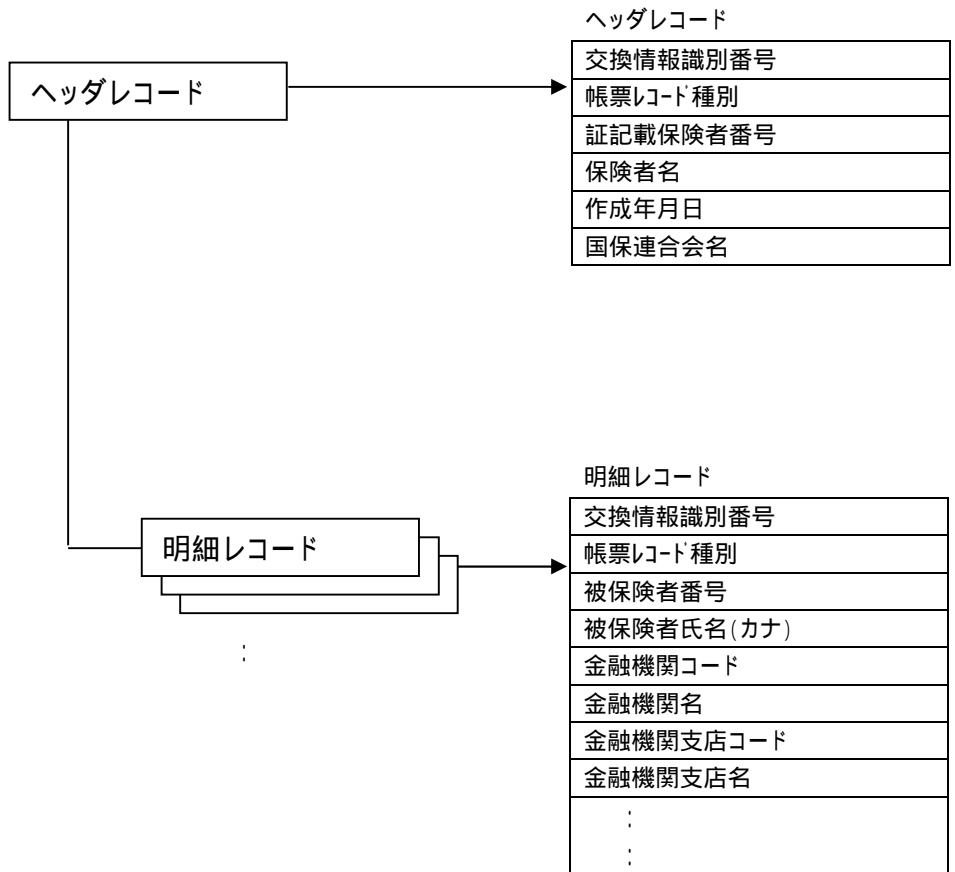 ヘッダレコード
ヘッダレコード
交換情報識別番号
帳票ﾚｺｰﾄﾞ種別
証記載保険者番号
保険者名
作成年月日
国保連合会名
明細レコード
:
明細レコード
交換情報識別番号
帳票ﾚｺｰﾄﾞ種別
被保険者番号
被保険者氏名(カナ)
金融機関コード
金融機関名
金融機関支店コード
金融機関支店名
:
: